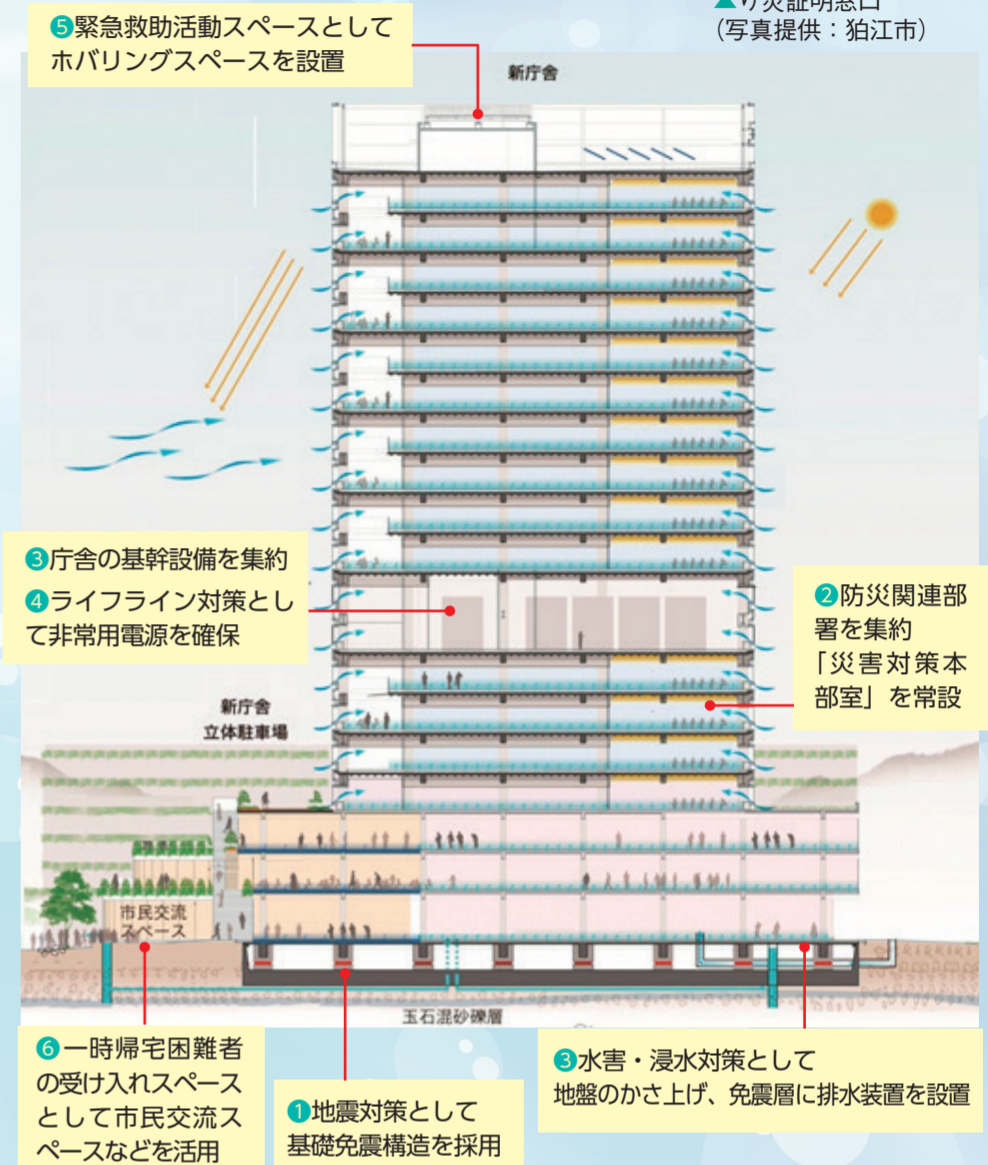 ▲り災証明窓口
(写真提供：狛江市)
❺緊急救助活動スペースとして
ホバリングスペースを設置
新庁舎
❸庁舎の基幹設備を集約
❹ライフライン対策とし
て非常用電源を確保
❷防災関連部
署を集約
「災害対策本
部室」を常設
新庁舎
立体駐車場
市民交流
スペース
玉石混砂礫層
❻一時帰宅困難者
の受け入れスペース
として市民交流ス
ペースなどを活用
❶地震対策として
基礎免震構造を採用
❸水害・浸水対策として
地盤のかさ上げ、免震層に排水装置を設置